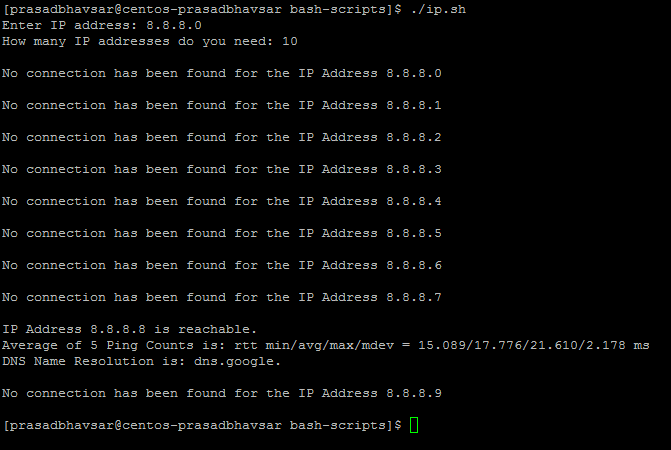 [prasadbhavsar@centos-prasadbhavsar bash-scripts]$ ./ip.sh
Enter IP address: 8.8.8.0
How many IP addresses do you need: 10
No connection has been found for the IP Address 8.8.8.0
No connection has been found for the IP Address 8.8.8.1
No connection has been found for the IP Address 8.8.8.2
No connection has been found for the IP Address 8.8.8.3
No connection has been found for the IP Address 8.8.8.4
No connection has been found for the IP Address 8.8.8.5
No connection has been found for the IP Address 8.8.8.6
No connection has been found for the IP Address 8.8.8.7
IP Address 8.8.8.8 is reachable.
Average of 5 Ping Counts is: rtt min/avg/max/mdev = 15.089/17.776/21.610/2.178 ms
DNS Name Resolution is: dns.google.
No connection has been found for the IP Address 8.8.8.9
[prasadbhavsar@centos-prasadbhavsar bash-scripts]$